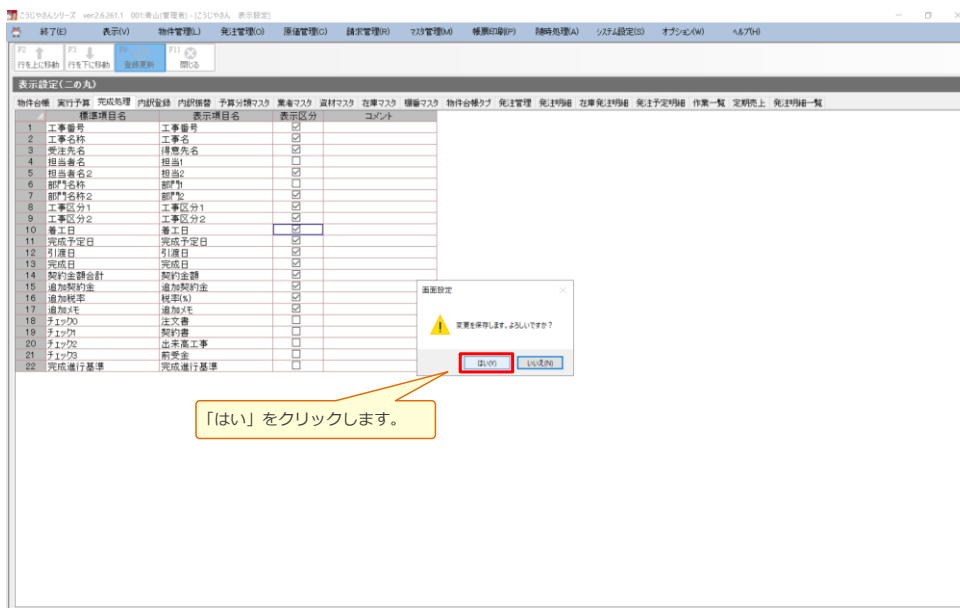 こうじやさんシリーズ ver2.6.261.1 001:青山(管理者) - [こうじやさん 表示設定]
終了(E) 表示(V) 物件管理(L) 発注管理(O) 原価管理(C) 請求管理(R) マスタ管理(M) 帳票印刷(P) 随時処理(A) システム設定(S) オプション(W) ヘルプ(H)
F2 F3 F9 F11
行を上に移動 行を下に移動 登録更新 閉じる
表示設定(二の丸)
物件台帳 実行予算 完成処理 内訳登録 内訳振替 予算分類マスタ 業者マスタ 資材マスタ 在庫マスタ 棚番マスタ 物件台帳タブ 発注管理 発注明細 在庫発注明細 発注予定明細 作業一覧 定期売上 発注明細一覧
標準項目名 表示項目名 表示区分 コメント
1 工事番号 工事番号
2 工事名称 工事名
3 受注先名 得意先名
4 担当者名 担当1
5 担当者名2 担当2
6 部門名称 部門1
7 部門名称2 部門2
8 工事区分1 工事区分1
9 工事区分2 工事区分2
10 着工日 着工日
11 完成予定日 完成予定日
12 引渡日 引渡日
13 完成日 完成日
14 契約金額合計 契約金額
15 追加契約金 追加契約金
16 追加税率 税率(%)
17 追加メモ 追加メモ
18 チェック0 注文書
19 チェック1 契約書
20 チェック2 出来高工事
21 チェック3 前受金
22 完成進行基準 完成進行基準
画面設定
変更を保存します。よろしいですか?
はい(Y) いいえ(N)
「はい」をクリックします。